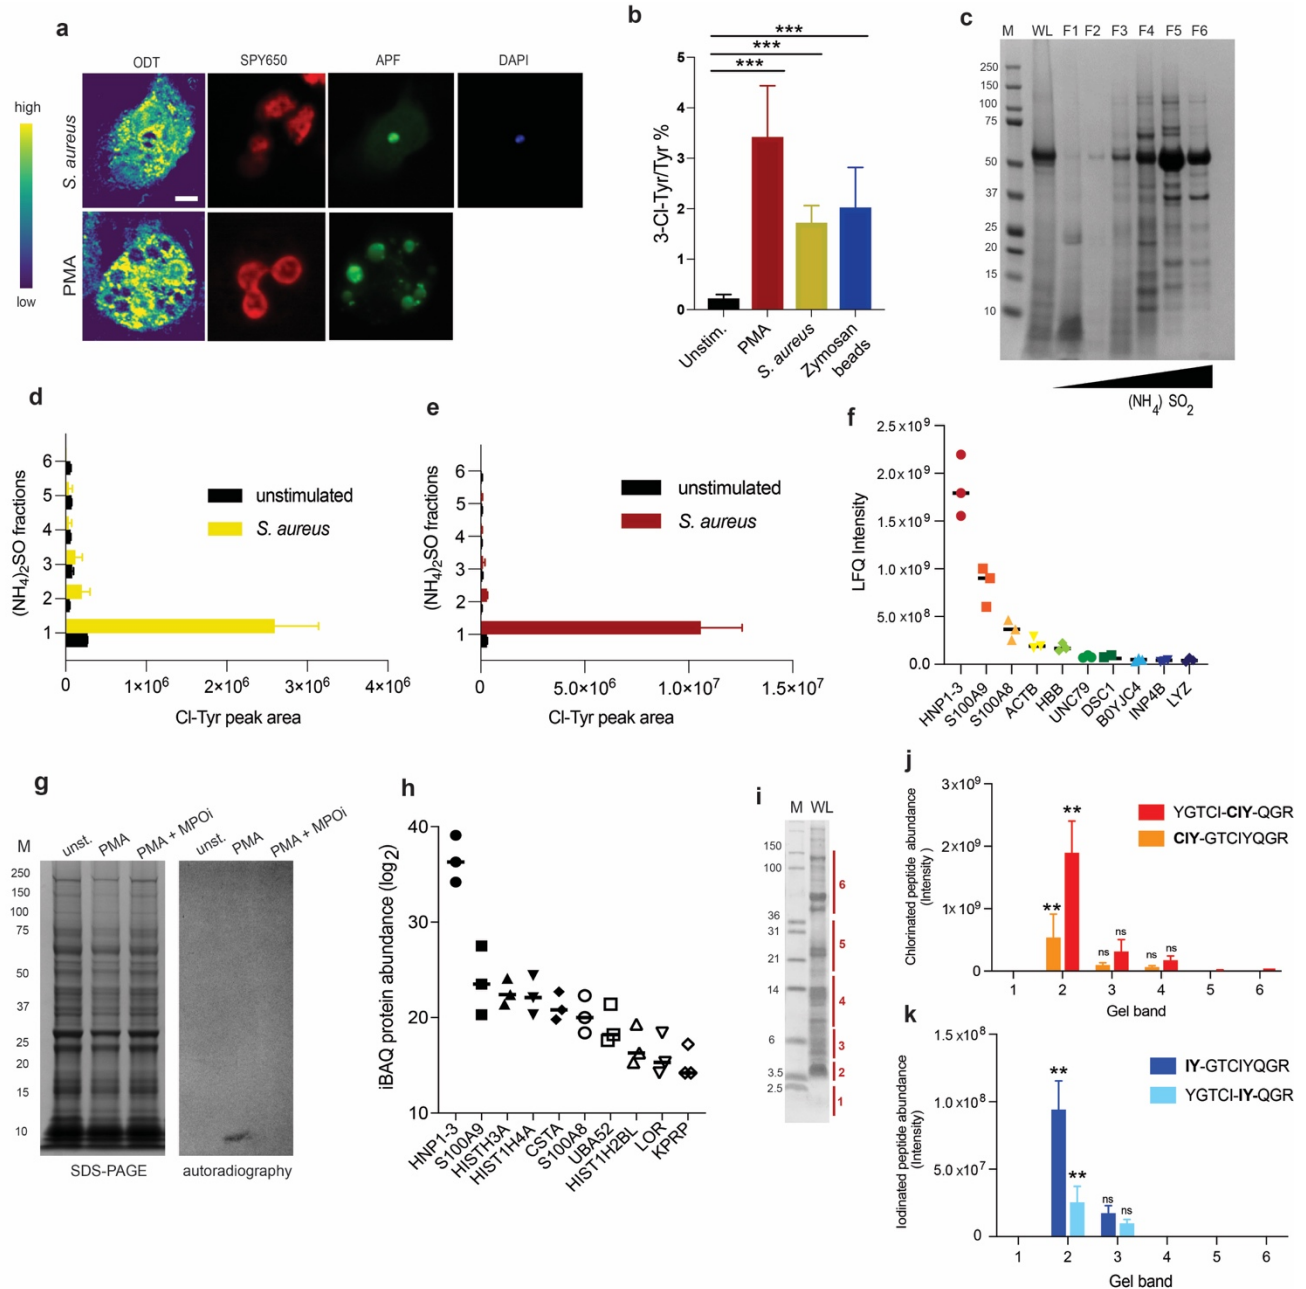 a
ODT
SPY650
APF
DAPI
high
low
S. aureus
PMA
b
***
***
***
3-Cl-Tyr/Tyr %
5
4
3
2
1
0
Unstim.
PMA
S. aureus
Zymosan
beads
c
M
WL
F1
F2
F3
F4
F5
F6
250
150
100
75
50
37
25
20
15
10
(NH4) SO2
d
(NH4)2SO fractions
6
5
4
3
2
1
unstimulated
S. aureus
0
1×10^6
2×10^6
3×10^6
4×10^6
Cl-Tyr peak area
e
(NH4)2SO fractions
6
5
4
3
2
1
unstimulated
S. aureus
0
5.0×10^6
1.0×10^7
1.5×10^7
Cl-Tyr peak area
f
LFQ Intensity
2.5×10^9
2.0×10^9
1.5×10^9
1.0×10^9
5.0×10^8
0.0
HNP1-3
S100A9
S100A8
ACTB
HBB
UNC79
DSC1
B0YJC4
INP4B
LYZ
g
M
unst.
PMA
PMA + MPOi
unst.
PMA
PMA + MPOi
250
150
100
75
50
37
25
20
15
10
SDS-PAGE
autoradiography
h
iBAQ protein abundance (log2)
40
30
20
10
HNP1-3
S100A9
HISTH3A
HIST1H4A
CSTA
S100A8
UBA52
HIST1H2BL
LOR
KPRP
i
M
WL
150
100
36
31
21
14
6
3.5
2.5
6
5
4
3
2
1
j
Chlorinated peptide abundance
(Intensity)
3×10^9
2×10^9
1×10^9
0
**
**
ns
ns
ns
ns
YGTCI-ClY-QGR
ClY-GTCIYQGR
1
2
3
4
5
6
Gel band
k
Iodinated peptide abundance
(Intensity)
1.5×10^8
1.0×10^8
5.0×10^7
0
**
**
ns
ns
IY-GTCIYQGR
YGTCI-IY-QGR
1
2
3
4
5
6
Gel band